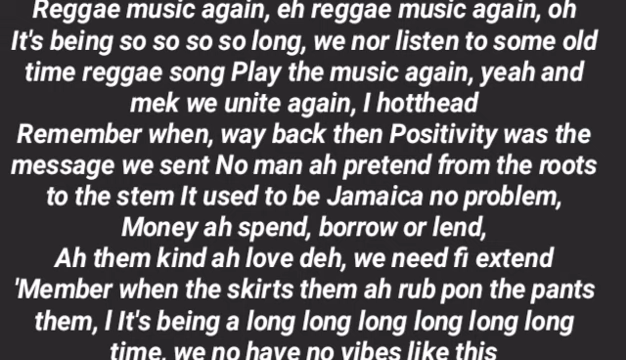 Reggae music again, eh reggae music again, oh
It's being so so so so long, we nor listen to some old
time reggae song Play the music again, yeah and
mek we unite again, I hotthead
Remember when, way back then Positivity was the
message we sent No man ah pretend from the roots
to the stem It used to be Jamaica no problem,
Money ah spend, borrow or lend,
Ah them kind ah love deh, we need fi extend
'Member when the skirts them ah rub pon the pants
them, I It's being a long long long long long long
time, we no have no vibes like this